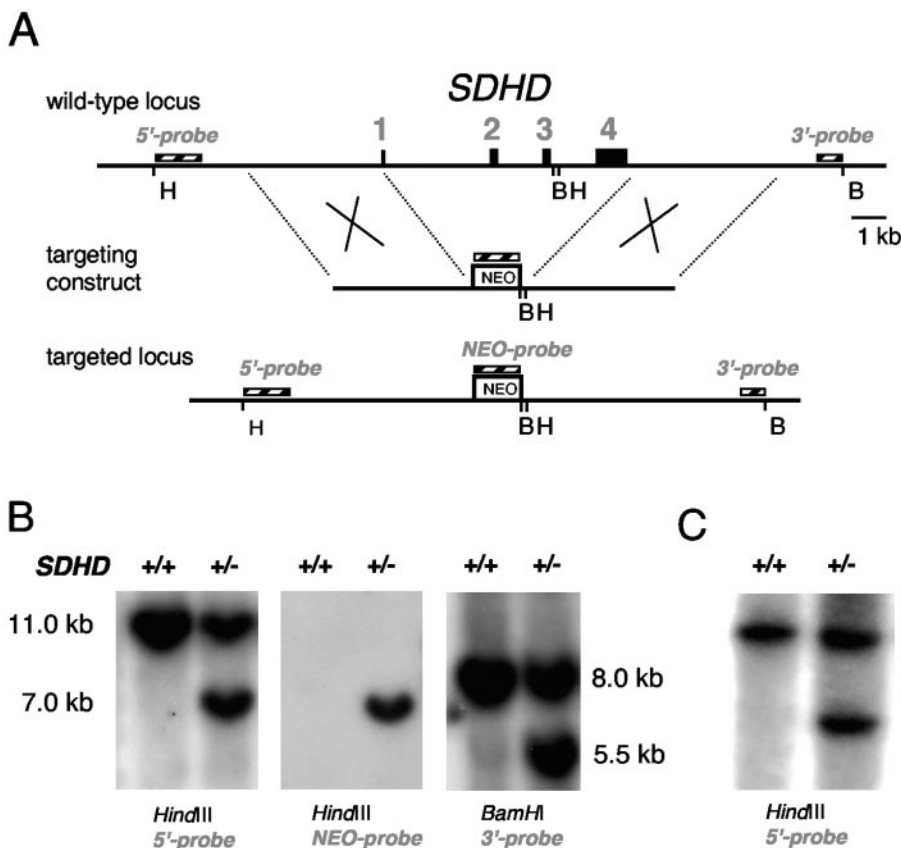 A
SDHD
wild-type locus
5'-probe 1 2 3 4 3'-probe
H BH B
1 kb
targeting
construct
NEO
BH
targeted locus
5'-probe NEO-probe 3'-probe
NEO
H BH B
B
SDHD +/+ +/- +/+ +/- +/+ +/-
11.0 kb
7.0 kb
8.0 kb
5.5 kb
HindIII HindIII BamHI
5'-probe NEO-probe 3'-probe
C
+/+ +/-
HindIII
5'-probe